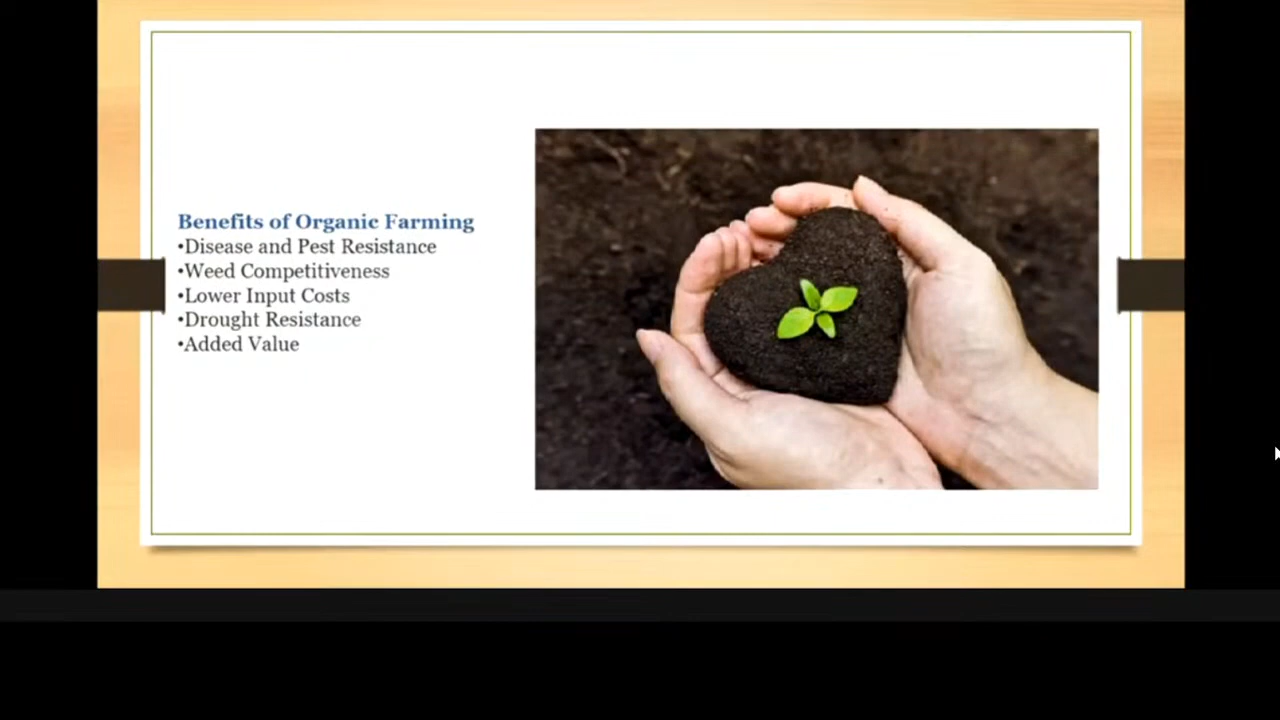 Benefits of Organic Farming
•Disease and Pest Resistance
•Weed Competitiveness
•Lower Input Costs
•Drought Resistance
•Added Value